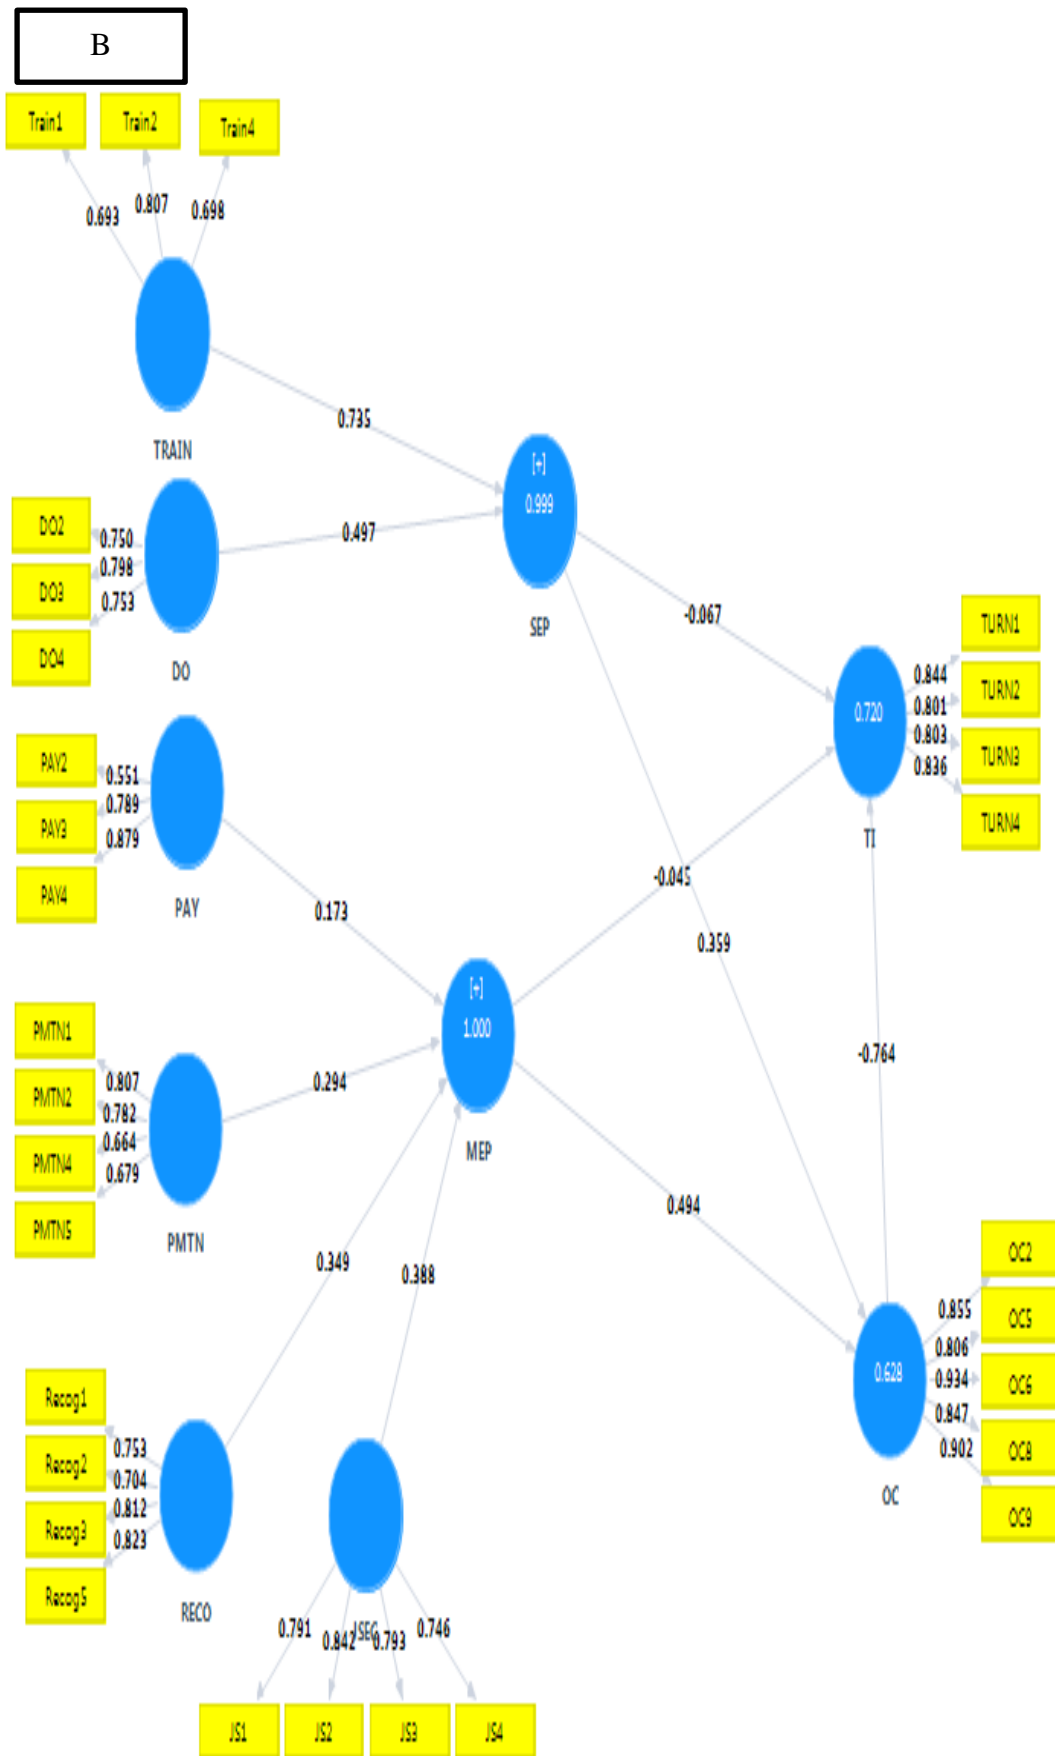 B
Train1
Train2
Train4
0.693
0.807
0.698
TRAIN
0.735
[+]
0.999
SEP
DO2
DO3
DO4
0.750
0.798
0.753
DO
0.497
-0.067
TURN1
TURN2
TURN3
TURN4
0.844
0.801
0.803
0.836
0.720
TI
PAY2
PAY3
PAY4
0.551
0.789
0.879
PAY
0.173
-0.045
0.359
[+]
1.000
MEP
PMTN1
PMTN2
PMTN4
PMTN5
0.807
0.782
0.664
0.679
PMTN
0.294
-0.764
0.494
0.349
0.388
OC2
OC5
OC6
OC8
OC9
0.855
0.806
0.934
0.847
0.902
0.628
OC
Recog1
Recog2
Recog3
Recog5
0.753
0.704
0.812
0.823
RECO
JSEC
0.791
0.842
0.793
0.746
JS1
JS2
JS3
JS4